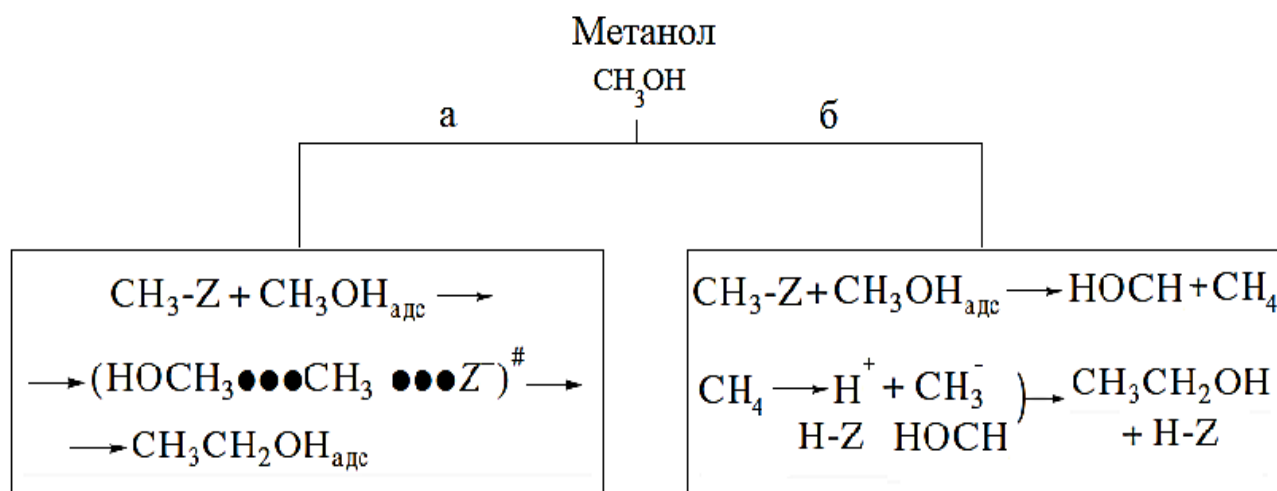 Метанол
CH₃OH
а
б
CH₃-Z + CH₃OHадс ⟶
⟶ (HOCH₃●●●CH₃ ●●●Z⁻)# ⟶
⟶ CH₃CH₂OHадс
CH₃-Z + CH₃OHадс ⟶ HOCH + CH₄
CH₄ ⟶ H⁺ + CH₃⁻ ) ⟶ CH₃CH₂OH
H-Z HOCH + H-Z